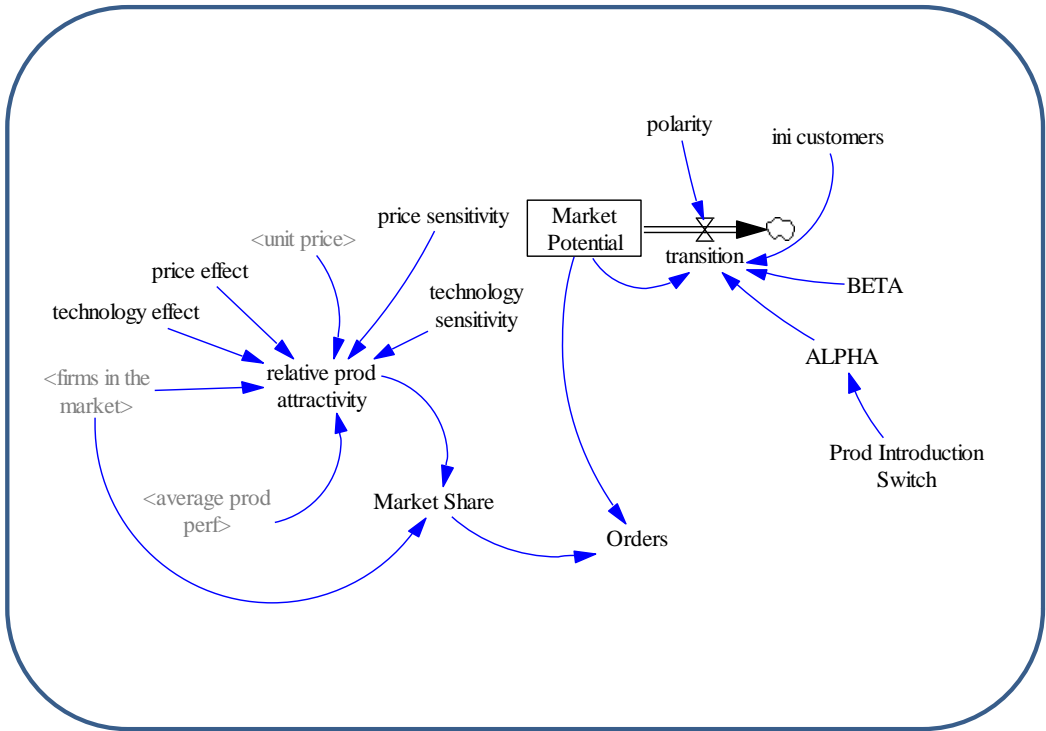 polarity
ini customers
price sensitivity
Market
Potential
<unit price>
transition
price effect
technology
sensitivity
BETA
technology effect
ALPHA
relative prod
attractivity
<firms in the
market>
Prod Introduction
Switch
<average prod
perf>
Market Share
Orders